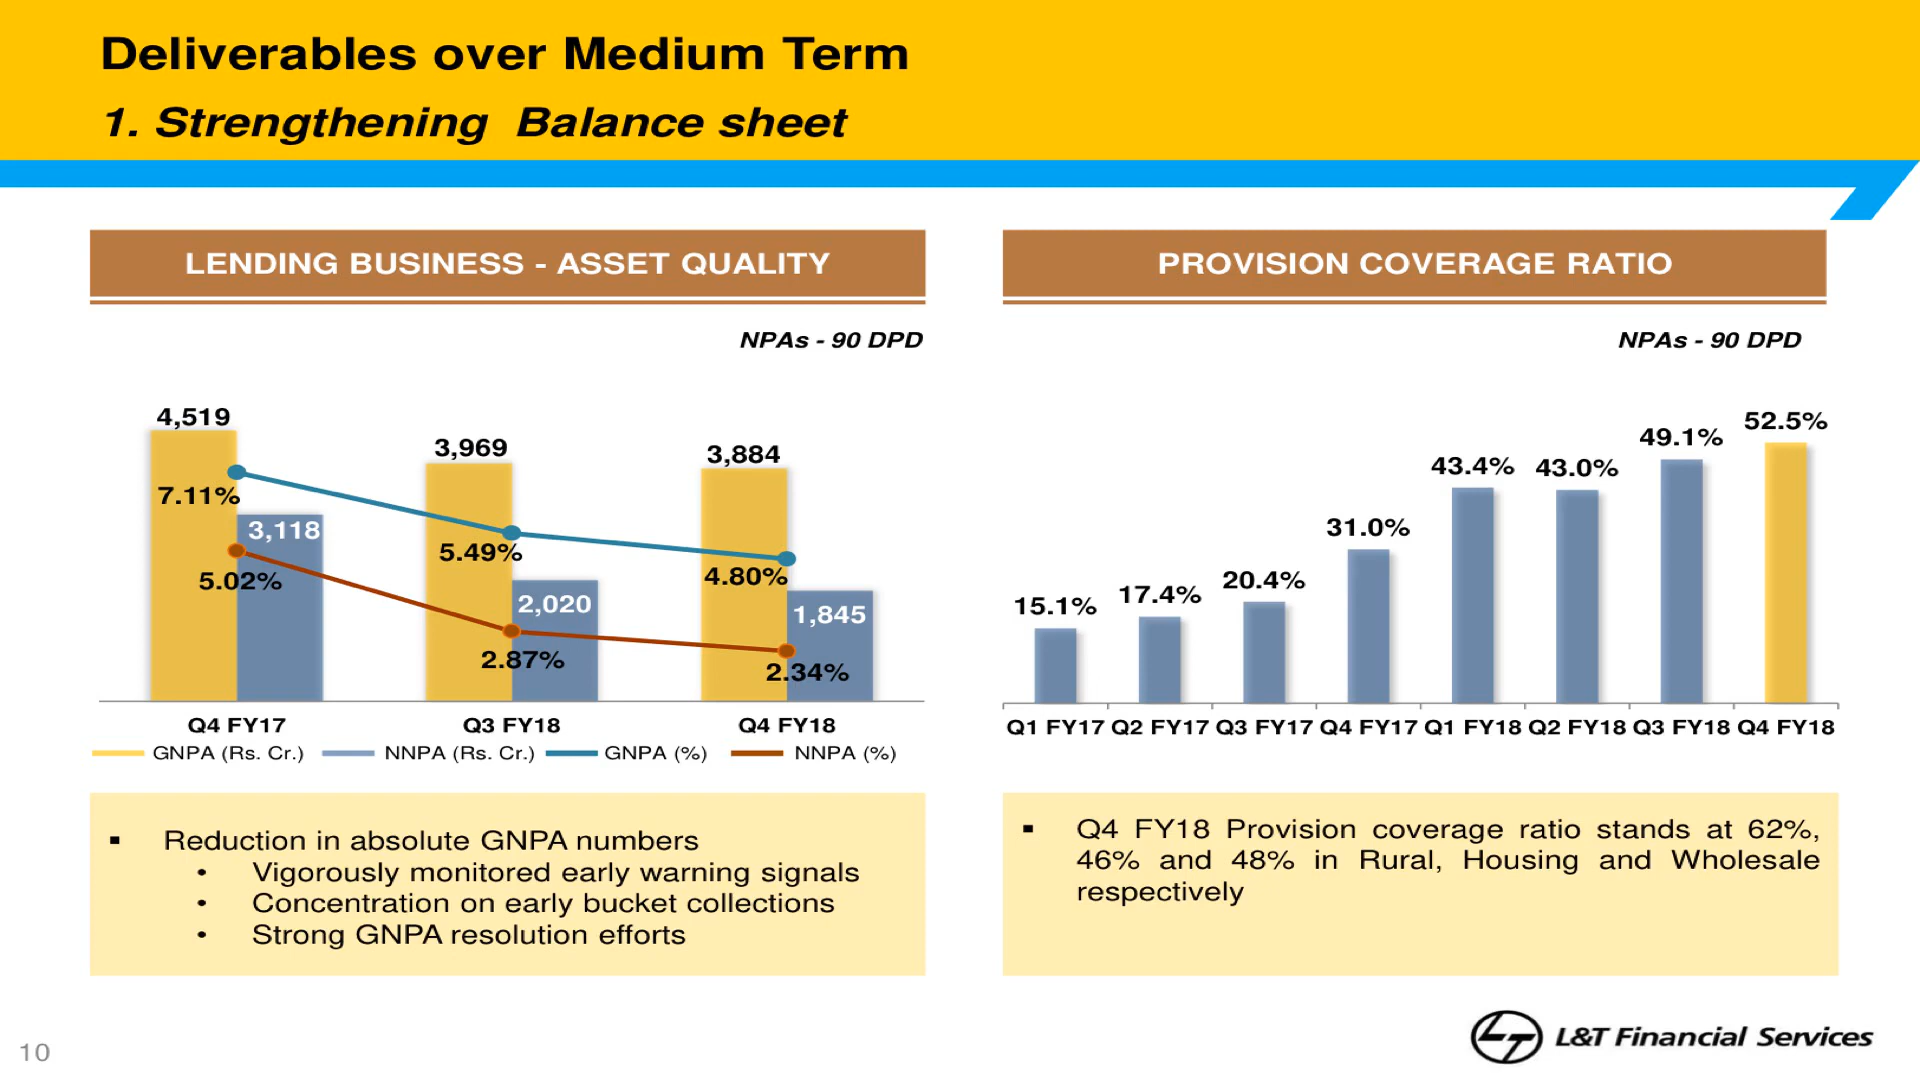 Deliverables over Medium Term
1. Strengthening Balance sheet
LENDING BUSINESS - ASSET QUALITY
NPAs - 90 DPD
4,519
3,969
3,884
7.11%
3,118
5.49%
4.80%
5.02%
2,020
1,845
2.87%
2.34%
Q4 FY17 Q3 FY18 Q4 FY18
GNPA (Rs. Cr.) NNPA (Rs. Cr.) GNPA (%) NNPA (%)
▪ Reduction in absolute GNPA numbers
• Vigorously monitored early warning signals
• Concentration on early bucket collections
• Strong GNPA resolution efforts
PROVISION COVERAGE RATIO
NPAs - 90 DPD
15.1% 17.4% 20.4% 31.0% 43.4% 43.0% 49.1% 52.5%
Q1 FY17 Q2 FY17 Q3 FY17 Q4 FY17 Q1 FY18 Q2 FY18 Q3 FY18 Q4 FY18
▪ Q4 FY18 Provision coverage ratio stands at 62%,
46% and 48% in Rural, Housing and Wholesale
respectively
10
LT L&T Financial Services